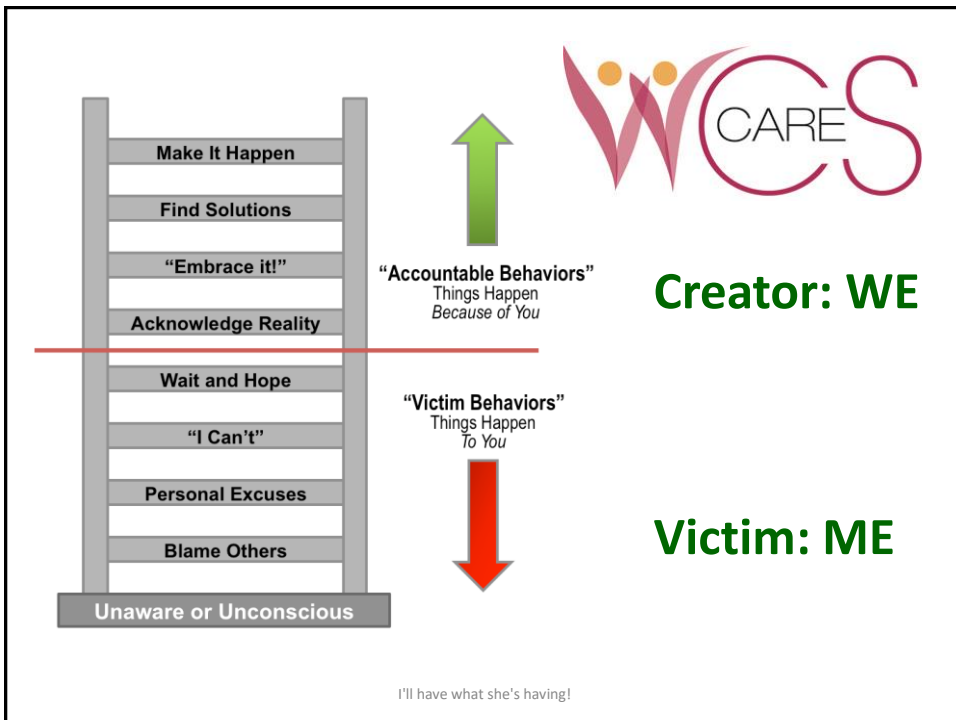 WCS
CARE
Make It Happen
Find Solutions
“Embrace it!”
Acknowledge Reality
Wait and Hope
“I Can’t”
Personal Excuses
Blame Others
Unaware or Unconscious
“Accountable Behaviors”
Things Happen
Because of You
“Victim Behaviors”
Things Happen
To You
Creator: WE
Victim: ME
I'll have what she's having!